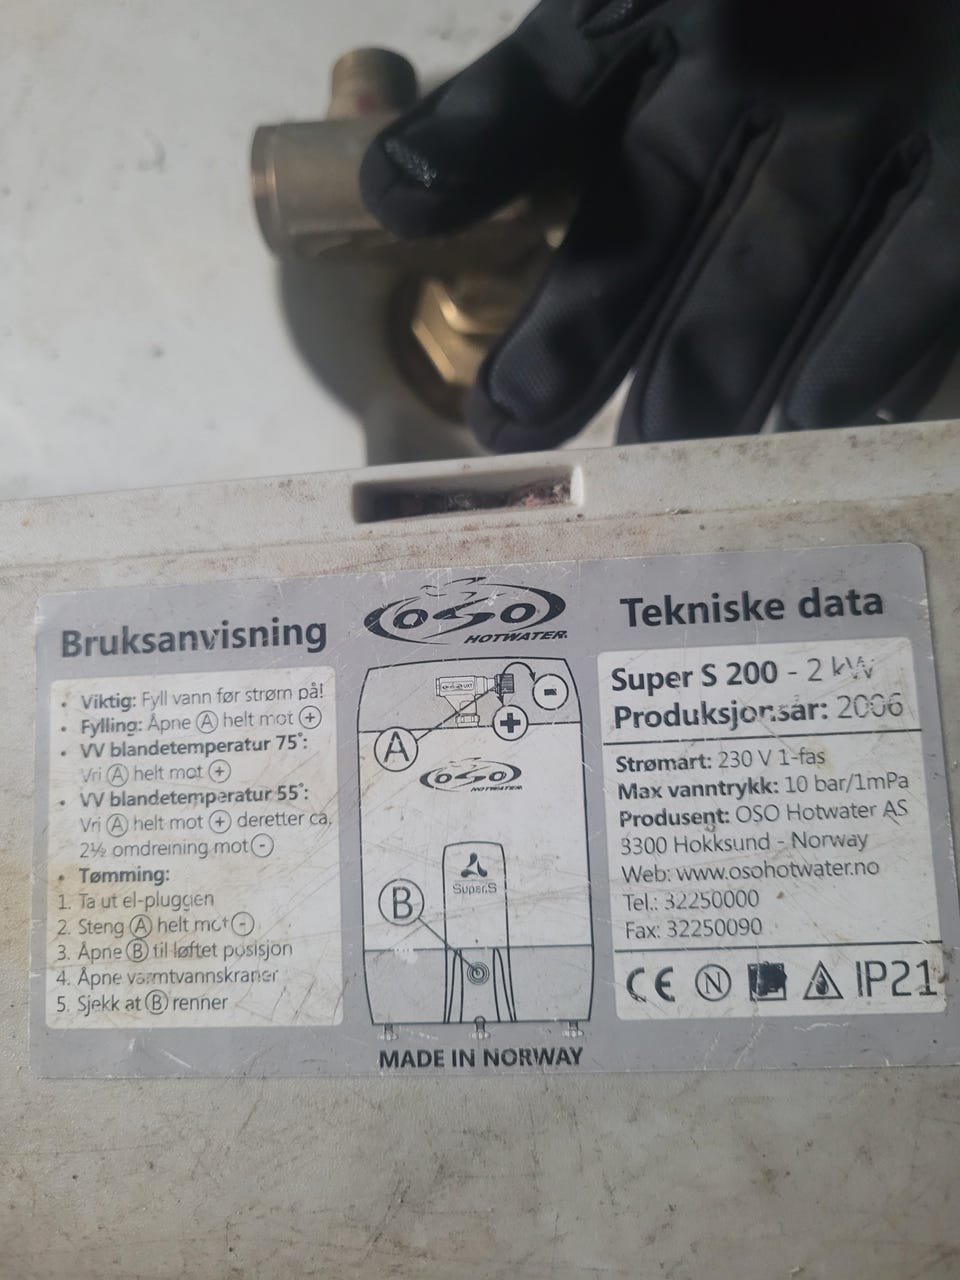 Bruksanvisning
• Viktig: Fyll vann før strøm på!
• Fylling: Åpne Ⓐ helt mot ⊕
• VV blandetemperatur 75°:
Vri Ⓐ helt mot ⊕
• VV blandetemperatur 55°:
Vri Ⓐ helt mot ⊕ deretter ca.
2½ omdreining mot ⊖
• Tømming:
1. Ta ut el-pluggen
2. Steng Ⓐ helt mot ⊖
3. Åpne Ⓑ til løftet posisjon
4. Åpne varmtvannskraner
5. Sjekk at Ⓑ renner
OSO
HOTWATER
A
OSO
HOTWATER
Super.S
B
MADE IN NORWAY
Tekniske data
Super S 200 - 2 kW
Produksjonsår: 2006
Strømart: 230 V 1-fas
Max vanntrykk: 10 bar/1mPa
Produsent: OSO Hotwater AS
3300 Hokksund - Norway
Web: www.osohotwater.no
Tel.: 32250000
Fax: 32250090
CE N IP21